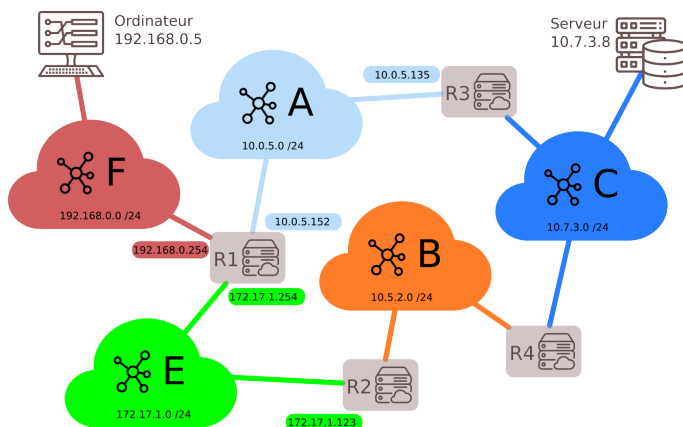 Ordinateur
192.168.0.5
Serveur
10.7.3.8
10.0.5.135
R3
A
10.0.5.0 /24
F
192.168.0.0 /24
C
10.7.3.0 /24
10.0.5.152
192.168.0.254
R1
B
10.5.2.0 /24
172.17.1.254
R4
E
172.17.1.0 /24
R2
172.17.1.123